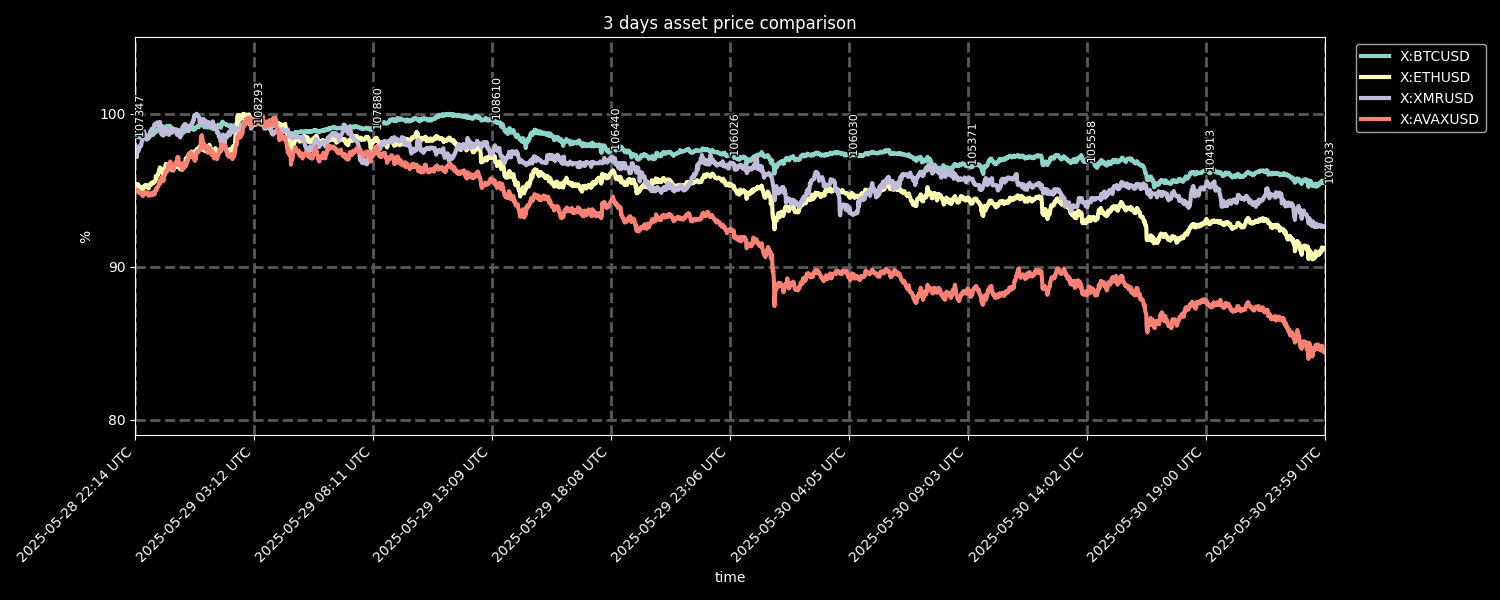 3 days asset price comparison
X:BTCUSD
X:ETHUSD
X:XMRUSD
X:AVAXUSD
100
90
80
%
107347
108293
107880
108610
106440
106026
106030
105371
105558
104913
104033
2025-05-28 22:14 UTC
2025-05-29 03:12 UTC
2025-05-29 08:11 UTC
2025-05-29 13:09 UTC
2025-05-29 18:08 UTC
2025-05-29 23:06 UTC
2025-05-30 04:05 UTC
2025-05-30 09:03 UTC
2025-05-30 14:02 UTC
2025-05-30 19:00 UTC
2025-05-30 23:59 UTC
time